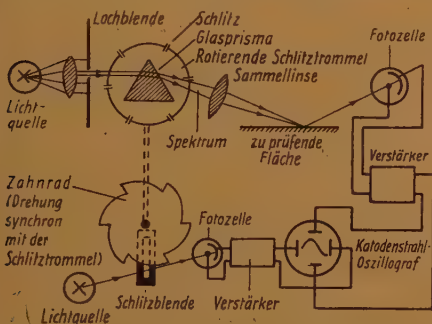 Lochblende
Schlitz
Glasprisma
Rotierende Schlitztrommel
Sammellinse
Fotozelle
Licht-
quelle
Spektrum
zu prüfende
Fläche
Verstärker
Zahnrad
(Drehung
synchron
mit der
Schlitztrommel)
Fotozelle
Katodenstrahl-
Oszillograf
Lichtquelle
Schlitzblende
Verstärker